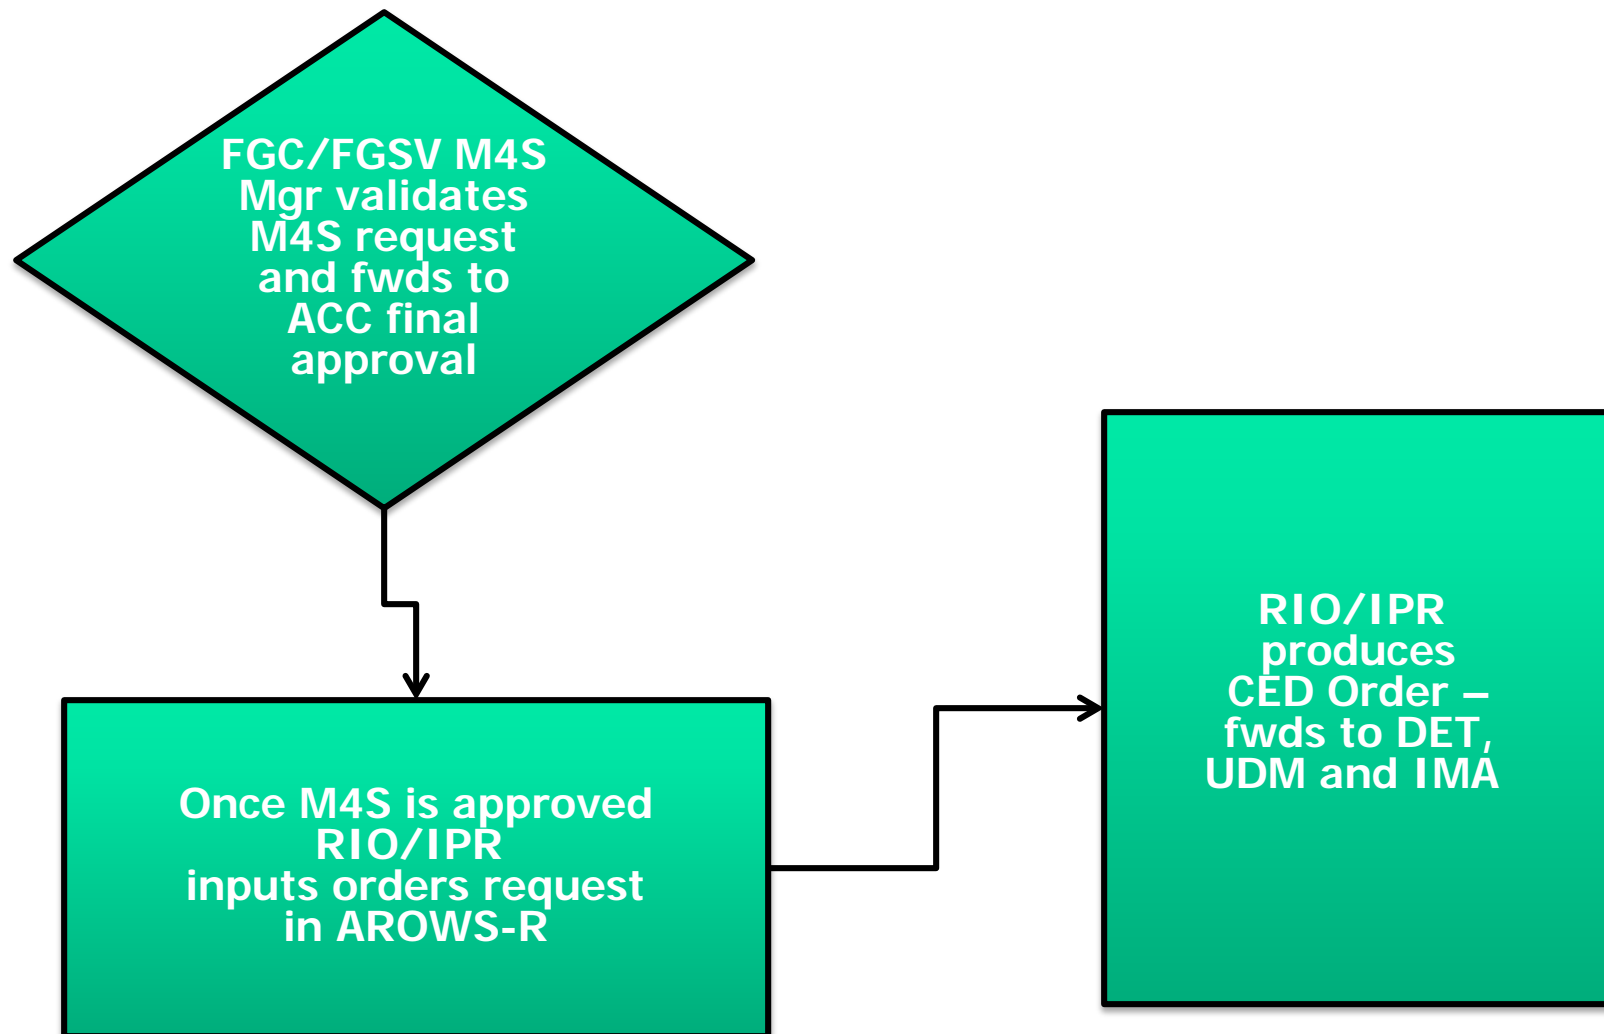 FGC/FGSV M4S
Mgr validates
M4S request
and fwds to
ACC final
approval
Once M4S is approved
RIO/IPR
inputs orders request
in AROWS-R
RIO/IPR
produces
CED Order –
fwds to DET,
UDM and IMA